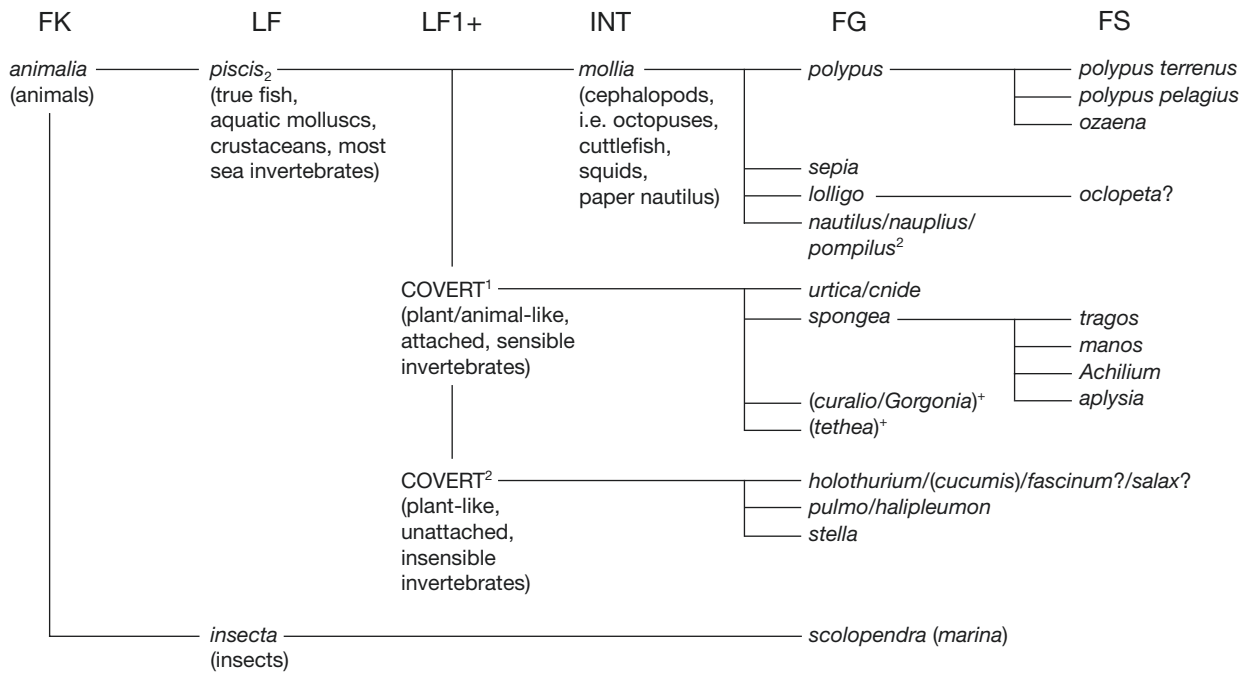 FK LF LF1+ INT FG FS
animalia
(animals)
piscis₂
(true fish,
aquatic molluscs,
crustaceans, most
sea invertebrates)
mollia
(cephalopods,
i.e. octopuses,
cuttlefish,
squids,
paper nautilus)
polypus
polypus terrenus
polypus pelagius
ozaena
sepia
lolligo
oclopeta?
nautilus/nauplius/
pompilus²
COVERT¹
(plant/animal-like,
attached, sensible
invertebrates)
urtica/cnide
spongea
tragos
manos
Achilium
aplysia
(curalio/Gorgonia)⁺
(tethea)⁺
COVERT²
(plant-like,
unattached,
insensible
invertebrates)
holothurium/(cucumis)/fascinum?/salax?
pulmo/halipleumon
stella
insecta
(insects)
scolopendra (marina)